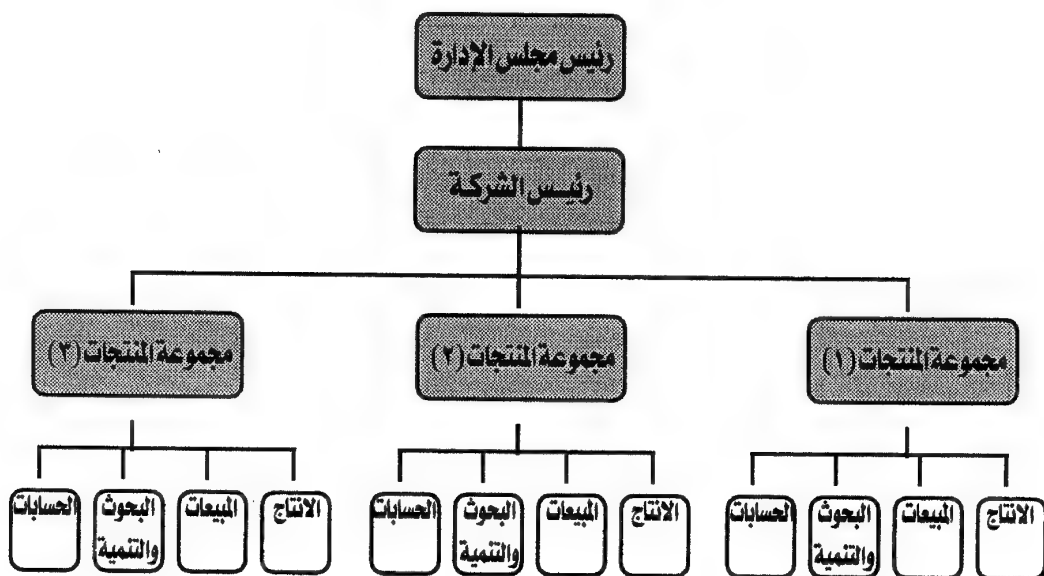 رئيس مجلس الإدارة
رئيس الشركة
مجموعة المنتجات (١)
مجموعة المنتجات (٢)
مجموعة المنتجات (٣)
الانتاج
المبيعات
البحوث
والتنمية
الحسابات
الانتاج
المبيعات
البحوث
والتنمية
الحسابات
الانتاج
المبيعات
البحوث
والتنمية
الحسابات